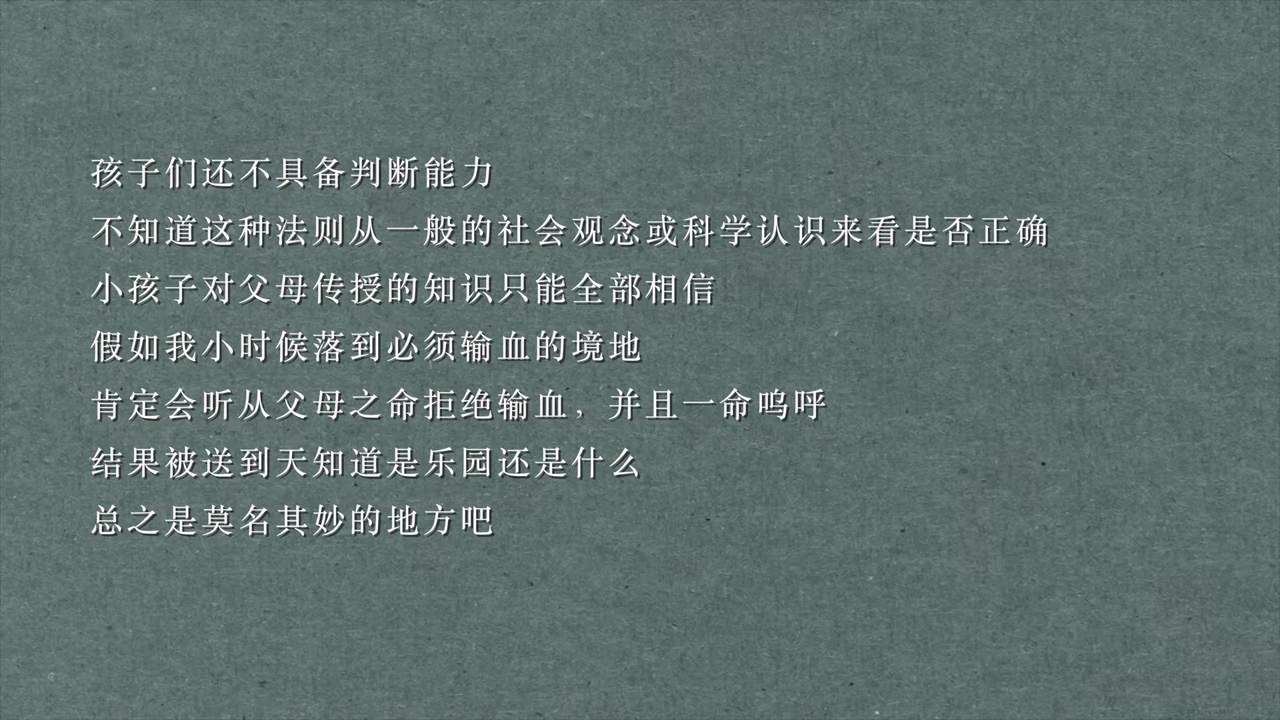 孩子们还不具备判断能力
不知道这种法则从一般的社会观念或科学认识来看是否正确
小孩子对父母传授的知识只能全部相信
假如我小时候落到必须输血的境地
肯定会听从父母之命拒绝输血，并且一命呜呼
结果被送到天知道是乐园还是什么
总之是莫名其妙的地方吧